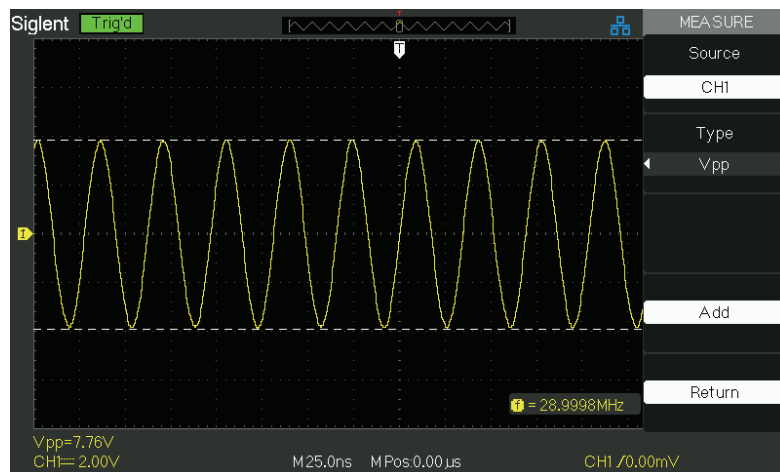 Siglent Trig'd
T
T
MEASURE
Source
CH1
Type
Vpp
Add
Return
f = 28.9998MHz
Vpp=7.76V
CH1 2.00V M25.0ns MPos:0.00μs CH1 /0.00mV